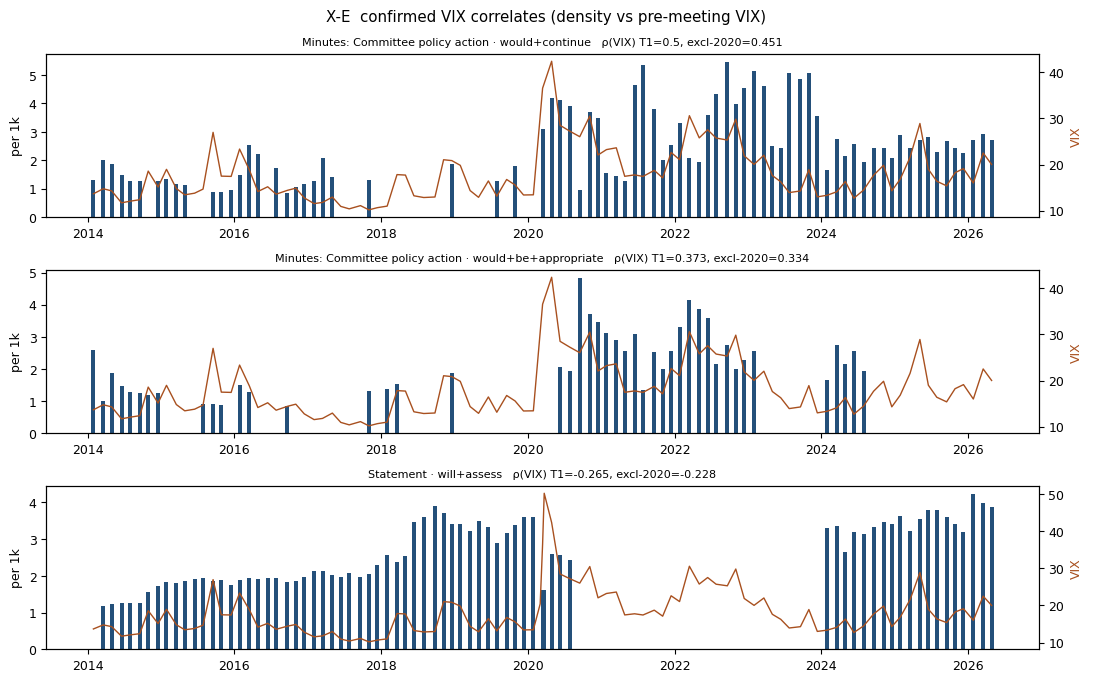 X-E  confirmed VIX correlates (density vs pre-meeting VIX)
Minutes: Committee policy action · would+continue   ρ(VIX) T1=0.5, excl-2020=0.451
per 1k
5
4
3
2
1
0
40
30
20
10
VIX
2014 2016 2018 2020 2022 2024 2026
Minutes: Committee policy action · would+be+appropriate   ρ(VIX) T1=0.373, excl-2020=0.334
per 1k
5
4
3
2
1
0
40
30
20
10
VIX
2014 2016 2018 2020 2022 2024 2026
Statement · will+assess   ρ(VIX) T1=-0.265, excl-2020=-0.228
per 1k
4
3
2
1
0
50
40
30
20
10
VIX
2014 2016 2018 2020 2022 2024 2026